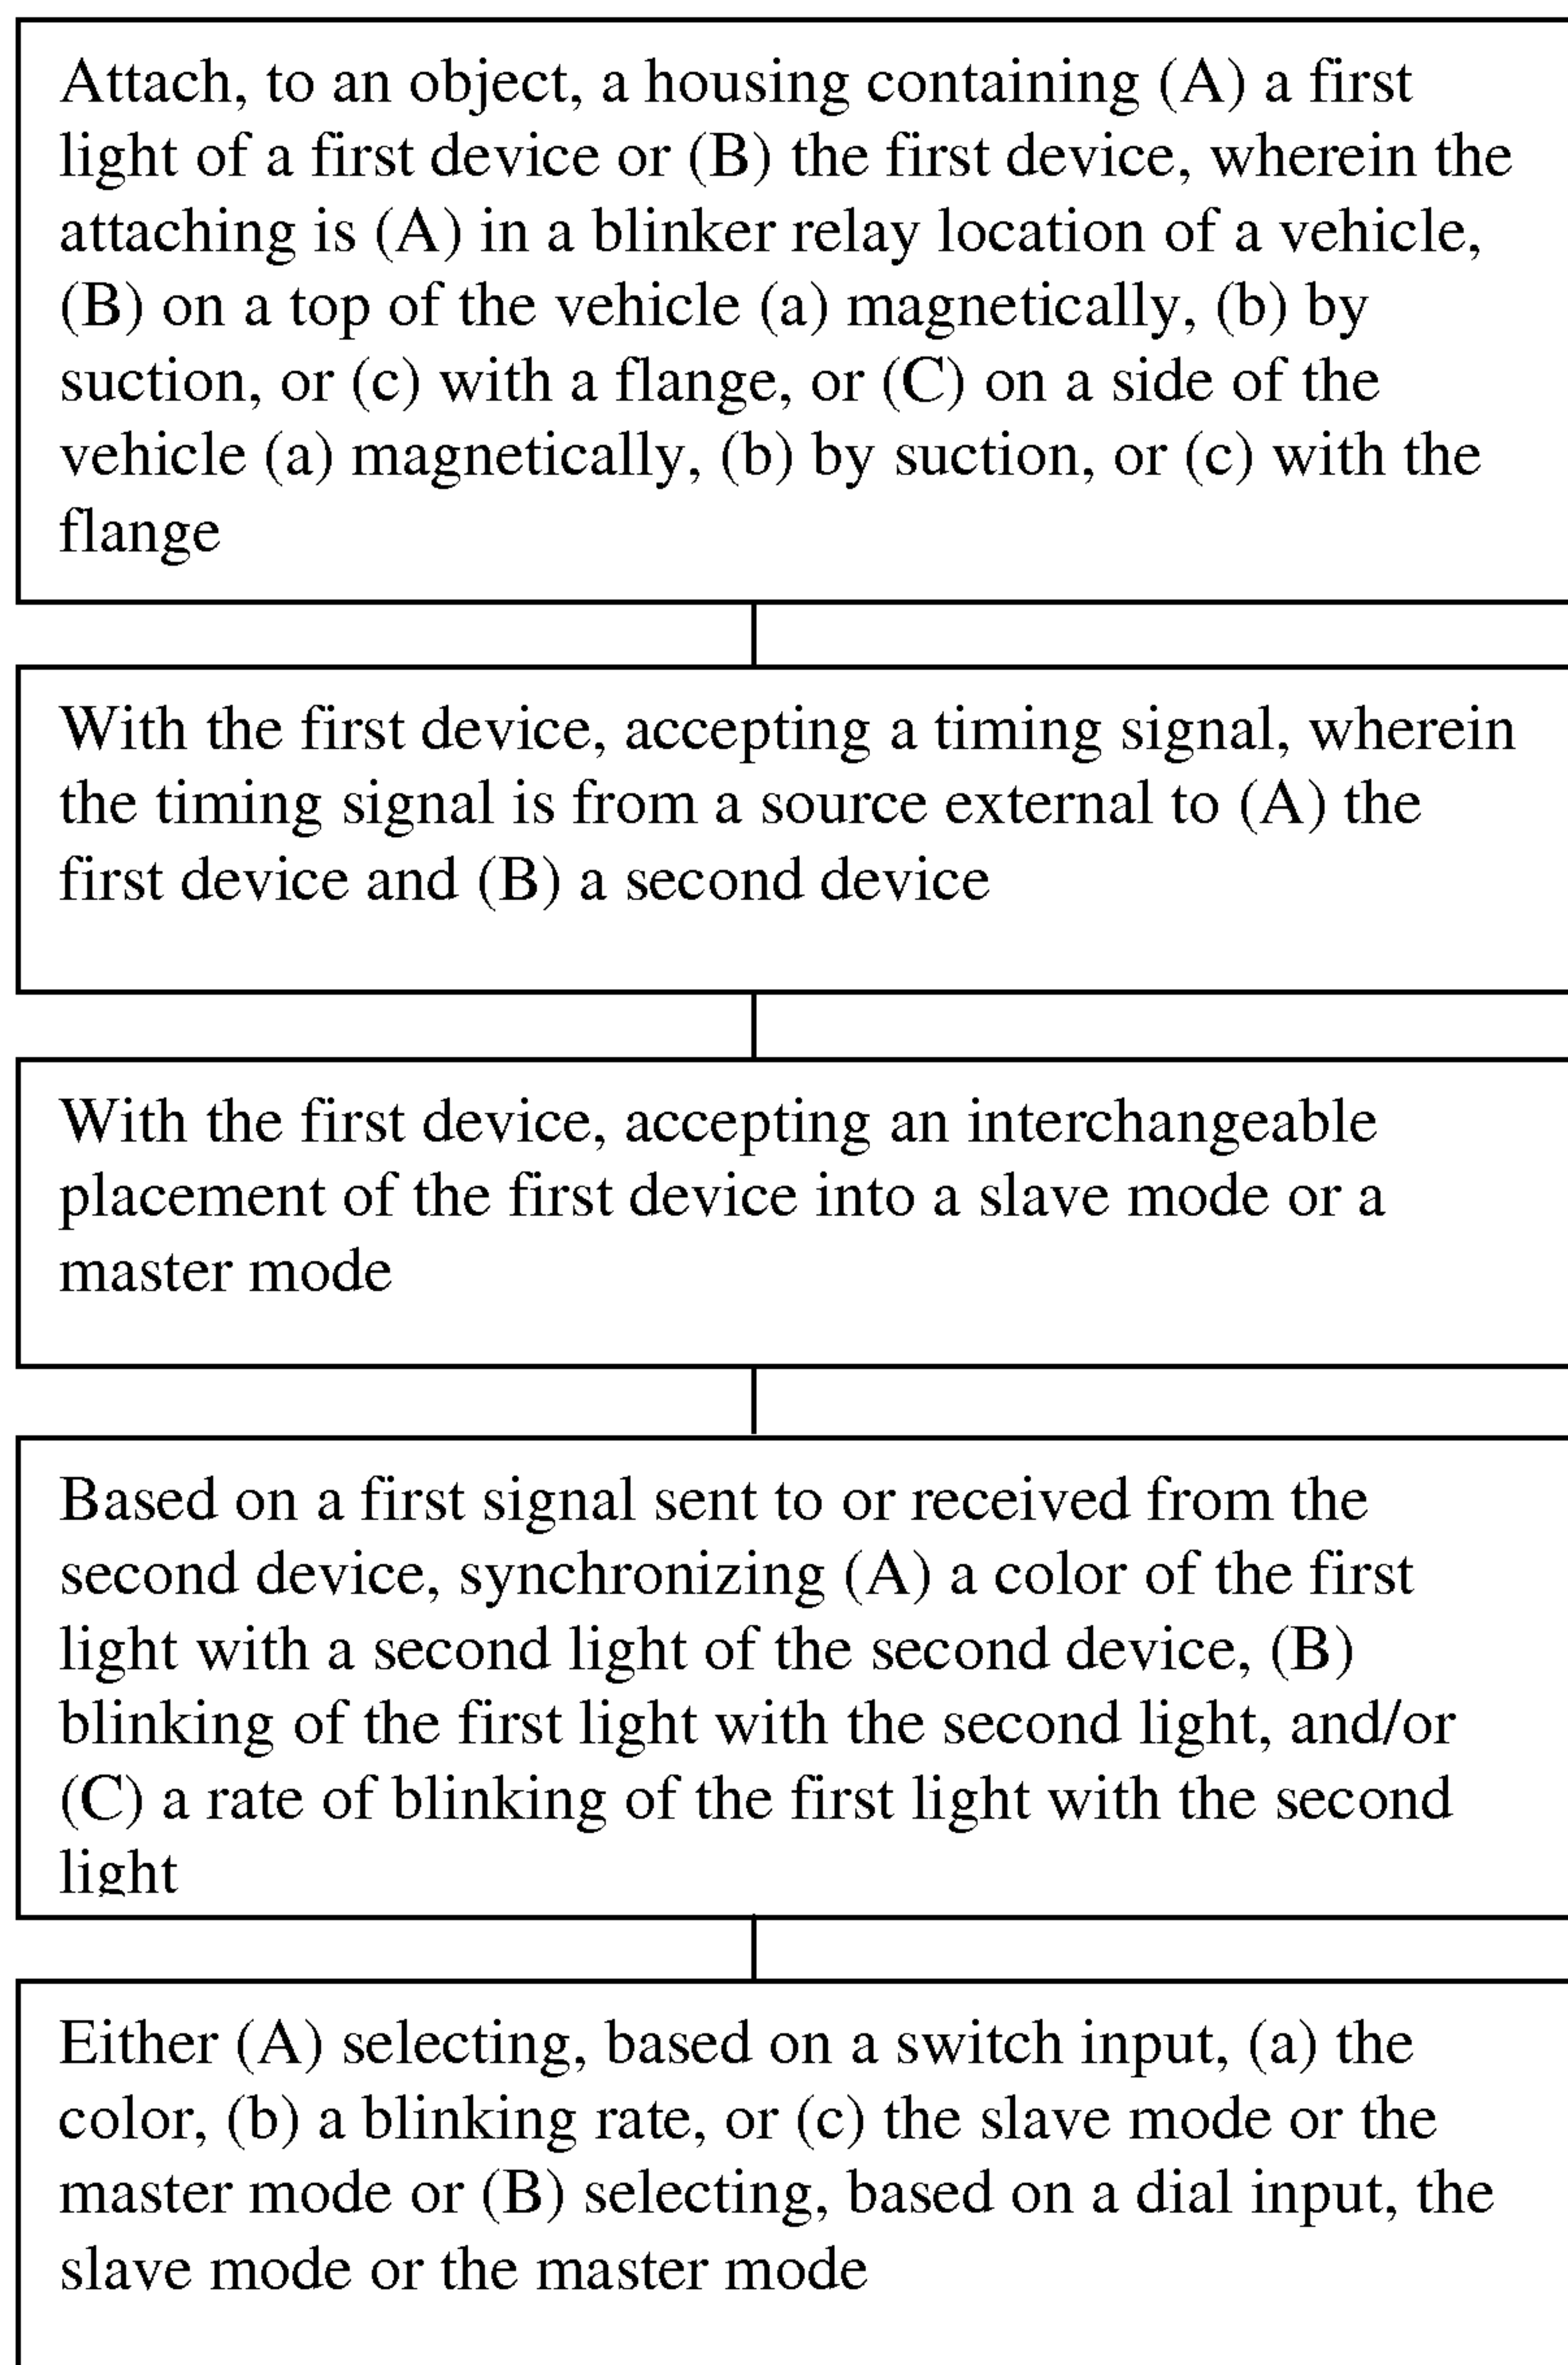 Attach, to an object, a housing containing (A) a first
light of a first device or (B) the first device, wherein the
attaching is (A) in a blinker relay location of a vehicle,
(B) on a top of the vehicle (a) magnetically, (b) by
suction, or (c) with a flange, or (C) on a side of the
vehicle (a) magnetically, (b) by suction, or (c) with the
flange
With the first device, accepting a timing signal, wherein
the timing signal is from a source external to (A) the
first device and (B) a second device
With the first device, accepting an interchangeable
placement of the first device into a slave mode or a
master mode
Based on a first signal sent to or received from the
second device, synchronizing (A) a color of the first
light with a second light of the second device, (B)
blinking of the first light with the second light, and/or
(C) a rate of blinking of the first light with the second
light
Either (A) selecting, based on a switch input, (a) the
color, (b) a blinking rate, or (c) the slave mode or the
master mode or (B) selecting, based on a dial input, the
slave mode or the master mode